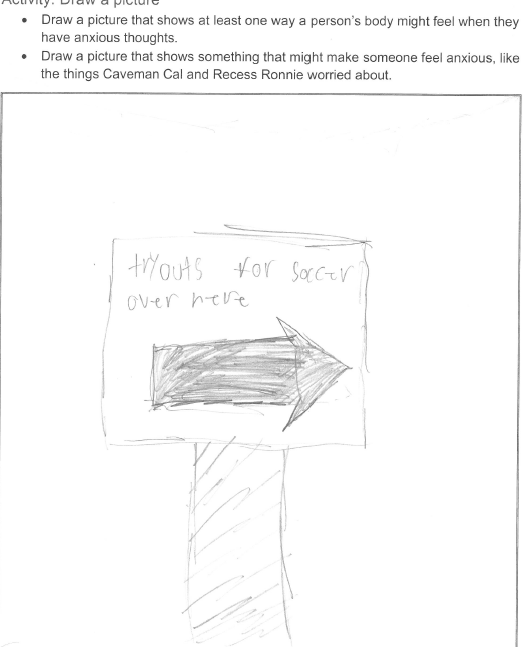 Activity: Draw a picture
Draw a picture that shows at least one way a person's body might feel when they
have anxious thoughts.
Draw a picture that shows something that might make someone feel anxious, like
the things Caveman Cal and Recess Ronnie worried about.
tryouts for soccer
over here